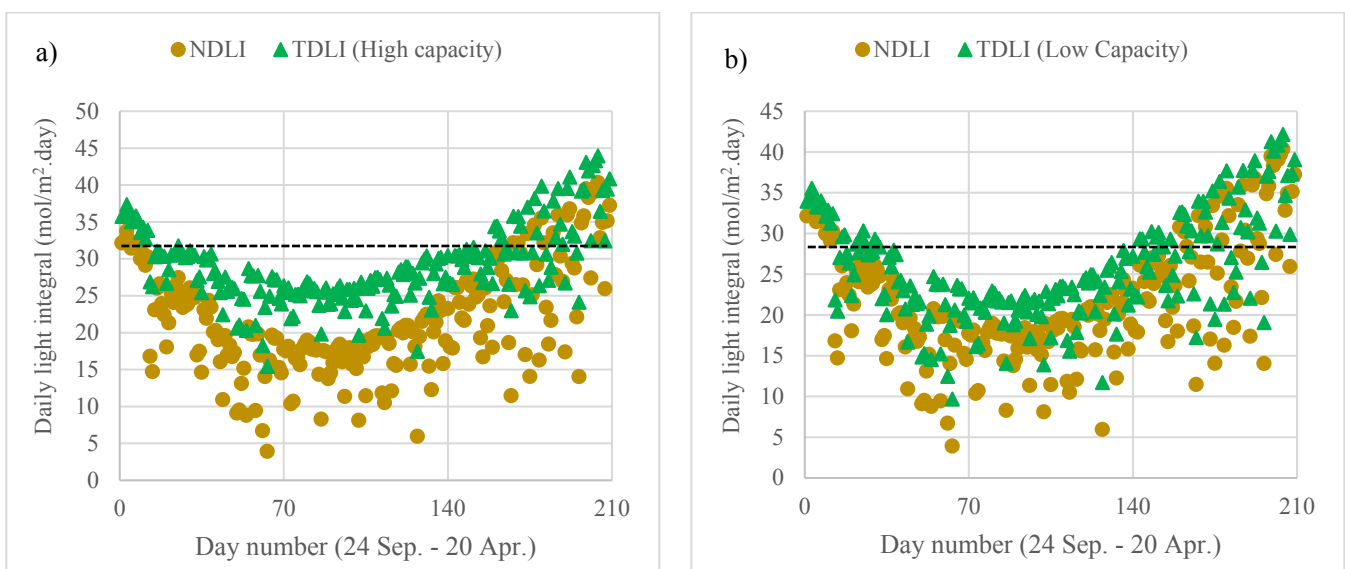 a)
NDLI TDLI (High capacity)
Daily light integral (mol/m².day)
50
45
40
35
30
25
20
15
10
5
0
0 70 140 210
Day number (24 Sep. - 20 Apr.)
b)
NDLI TDLI (Low Capacity)
Daily light integral (mol/m².day)
45
40
35
30
25
20
15
10
5
0
0 70 140 210
Day number (24 Sep. - 20 Apr.)